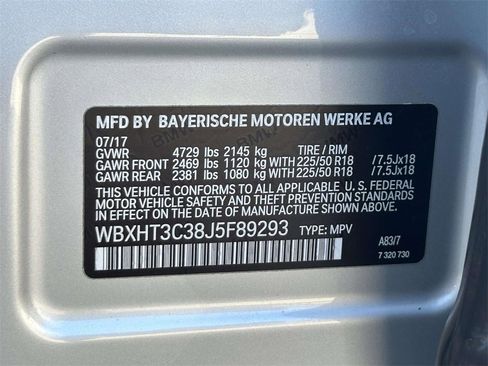 MFD BY BAYERISCHE MOTOREN WERKE AG
07/17
GVWR 4729 lbs 2145 kg TIRE / RIM
GAWR FRONT 2469 lbs 1120 kg WITH 225/50 R18 /7.5Jx18
GAWR REAR 2381 lbs 1080 kg WITH 225/50 R18 /7.5Jx18
THIS VEHICLE CONFORMS TO ALL APPLICABLE U. S. FEDERAL
MOTOR VEHICLE SAFETY AND THEFT PREVENTION STANDARDS
IN EFFECT ON THE DATE OF MANUFACTURE SHOWN ABOVE.
WBXHT3C38J5F89293 TYPE: MPV
A83/7
7 320 730